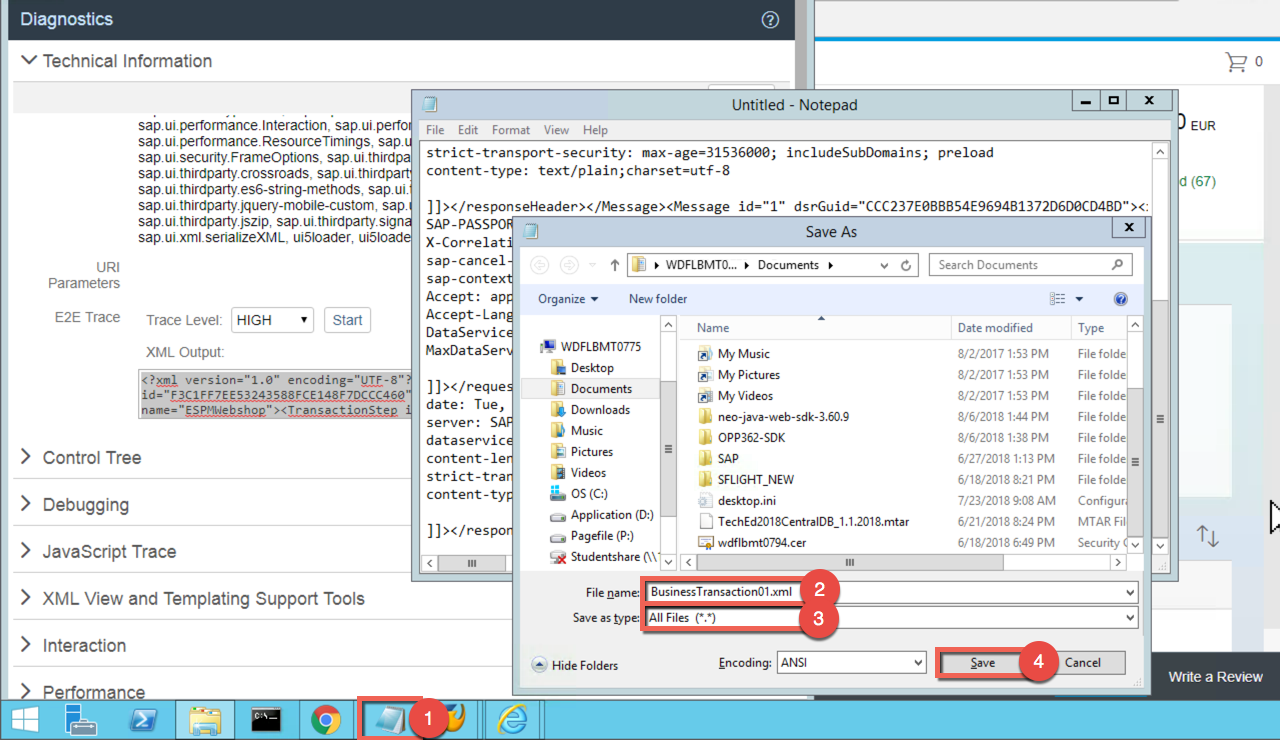 Diagnostics
Technical Information
0
sap.ui.performance.Interaction, sap.ui.perfor
sap.ui.performance.ResourceTimings, sap.ui
sap.ui.security.FrameOptions, sap.ui.thirdpa
sap.ui.thirdparty.crossroads, sap.ui.thirdpart
sap.ui.thirdparty.es6-string-methods, sap.ui.t
sap.ui.thirdparty.jquery-mobile-custom, sap.u
sap.ui.thirdparty.jszip, sap.ui.thirdparty.signa
sap.ui.xml.serializeXML, ui5loader, ui5loade
URI
Parameters
E2E Trace
Trace Level:
HIGH
Start
XML Output:
<?xml version="1.0" encoding="UTF-8"?
id="F3C1FF7EE53243588FCE148F7DCCC460"
name="ESPMWebshop"><TransactionStep i
Control Tree
Debugging
JavaScript Trace
XML View and Templating Support Tools
Interaction
Performance
Untitled - Notepad
File Edit Format View Help
strict-transport-security: max-age=31536000; includeSubDomains; preload
content-type: text/plain;charset=utf-8
]]></responseHeader></Message><Message id="1" dsrGuid="CCC237E0BBB54E9694B1372D6D0CD4BD"><
SAP-PASSPOR
X-Correlati
sap-cancel-
sap-context
Accept: app
Accept-Lang
DataService
MaxDataServ
]]></reques
date: Tue,
server: SAP
dataservice
content-len
strict-tran
content-typ
]]></respon
EUR
d (67)
Save As
WDFLBMT0... Documents
Search Documents
Organize
New folder
WDFLBMT0775
Desktop
Documents
Downloads
Music
Pictures
Videos
OS (C:)
Application (D:)
Pagefile (P:)
Studentshare (\\
Name Date modified Type
My Music 8/2/2017 1:53 PM File folde
My Pictures 8/2/2017 1:53 PM File folde
My Videos 8/2/2017 1:53 PM File folde
neo-java-web-sdk-3.60.9 8/6/2018 1:44 PM File folde
OPP362-SDK 8/6/2018 1:38 PM File folde
SAP 6/27/2018 1:13 PM File folde
SFLIGHT_NEW 6/18/2018 8:21 PM File folde
desktop.ini 7/23/2018 9:08 AM Configura
TechEd2018CentralDB_1.1.2018.mtar 6/21/2018 8:24 PM MTAR Fil
wdflbmt0794.cer 6/18/2018 6:49 PM Security C
File name: BusinessTransaction01.xml 2
Save as type: All Files (*.*) 3
Hide Folders
Encoding: ANSI
Save 4
Cancel
Write a Review
1